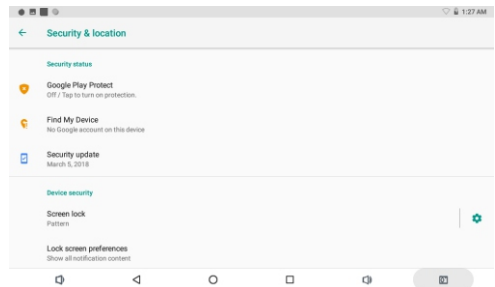 1:27 AM
Security & location
Security status
Google Play Protect
Off / Tap to turn on protection.
Find My Device
No Google account on this device
Security update
March 5, 2018
Device security
Screen lock
Pattern
Lock screen preferences
Show all notification content